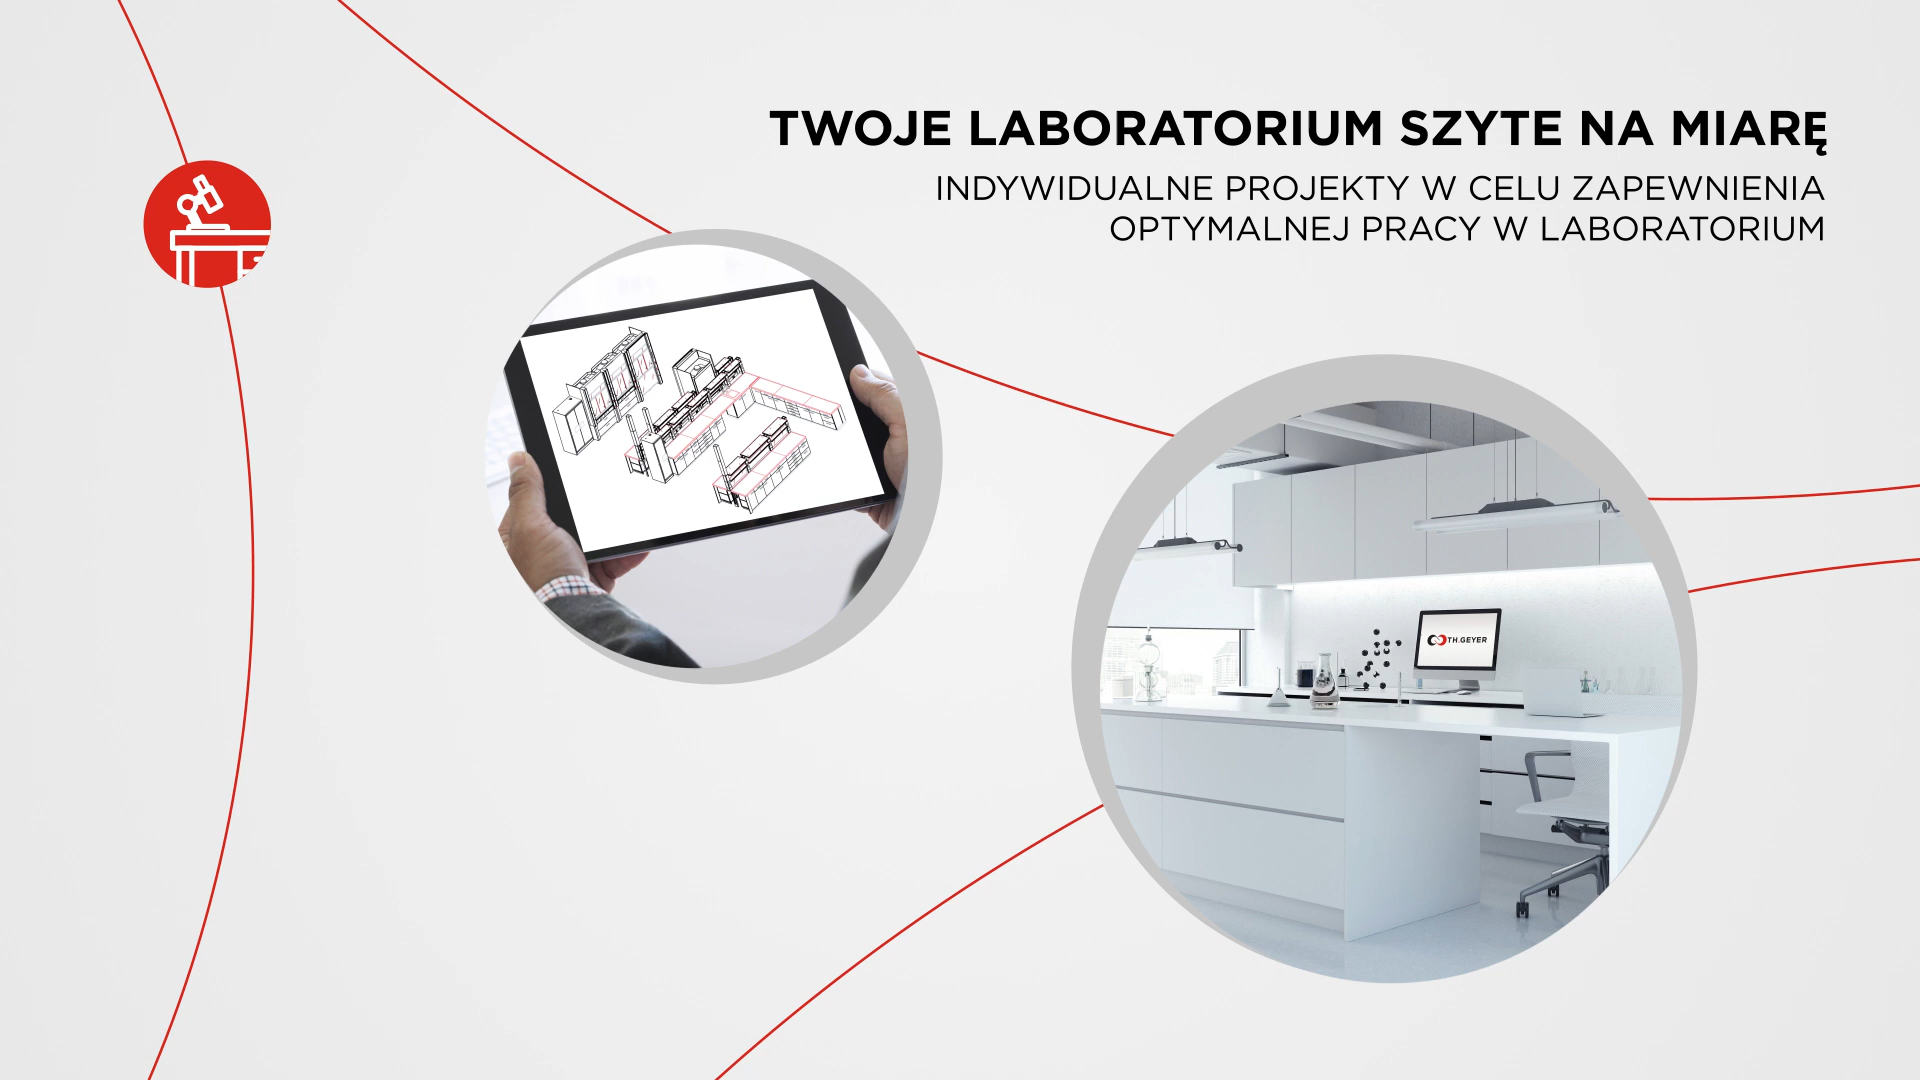 TWOJE LABORATORIUM SZYTE NA MIARĘ
INDYWIDUALNE PROJEKTY W CELU ZAPEWNIENIA
OPTYMALNEJ PRACY W LABORATORIUM
TH.GEYER